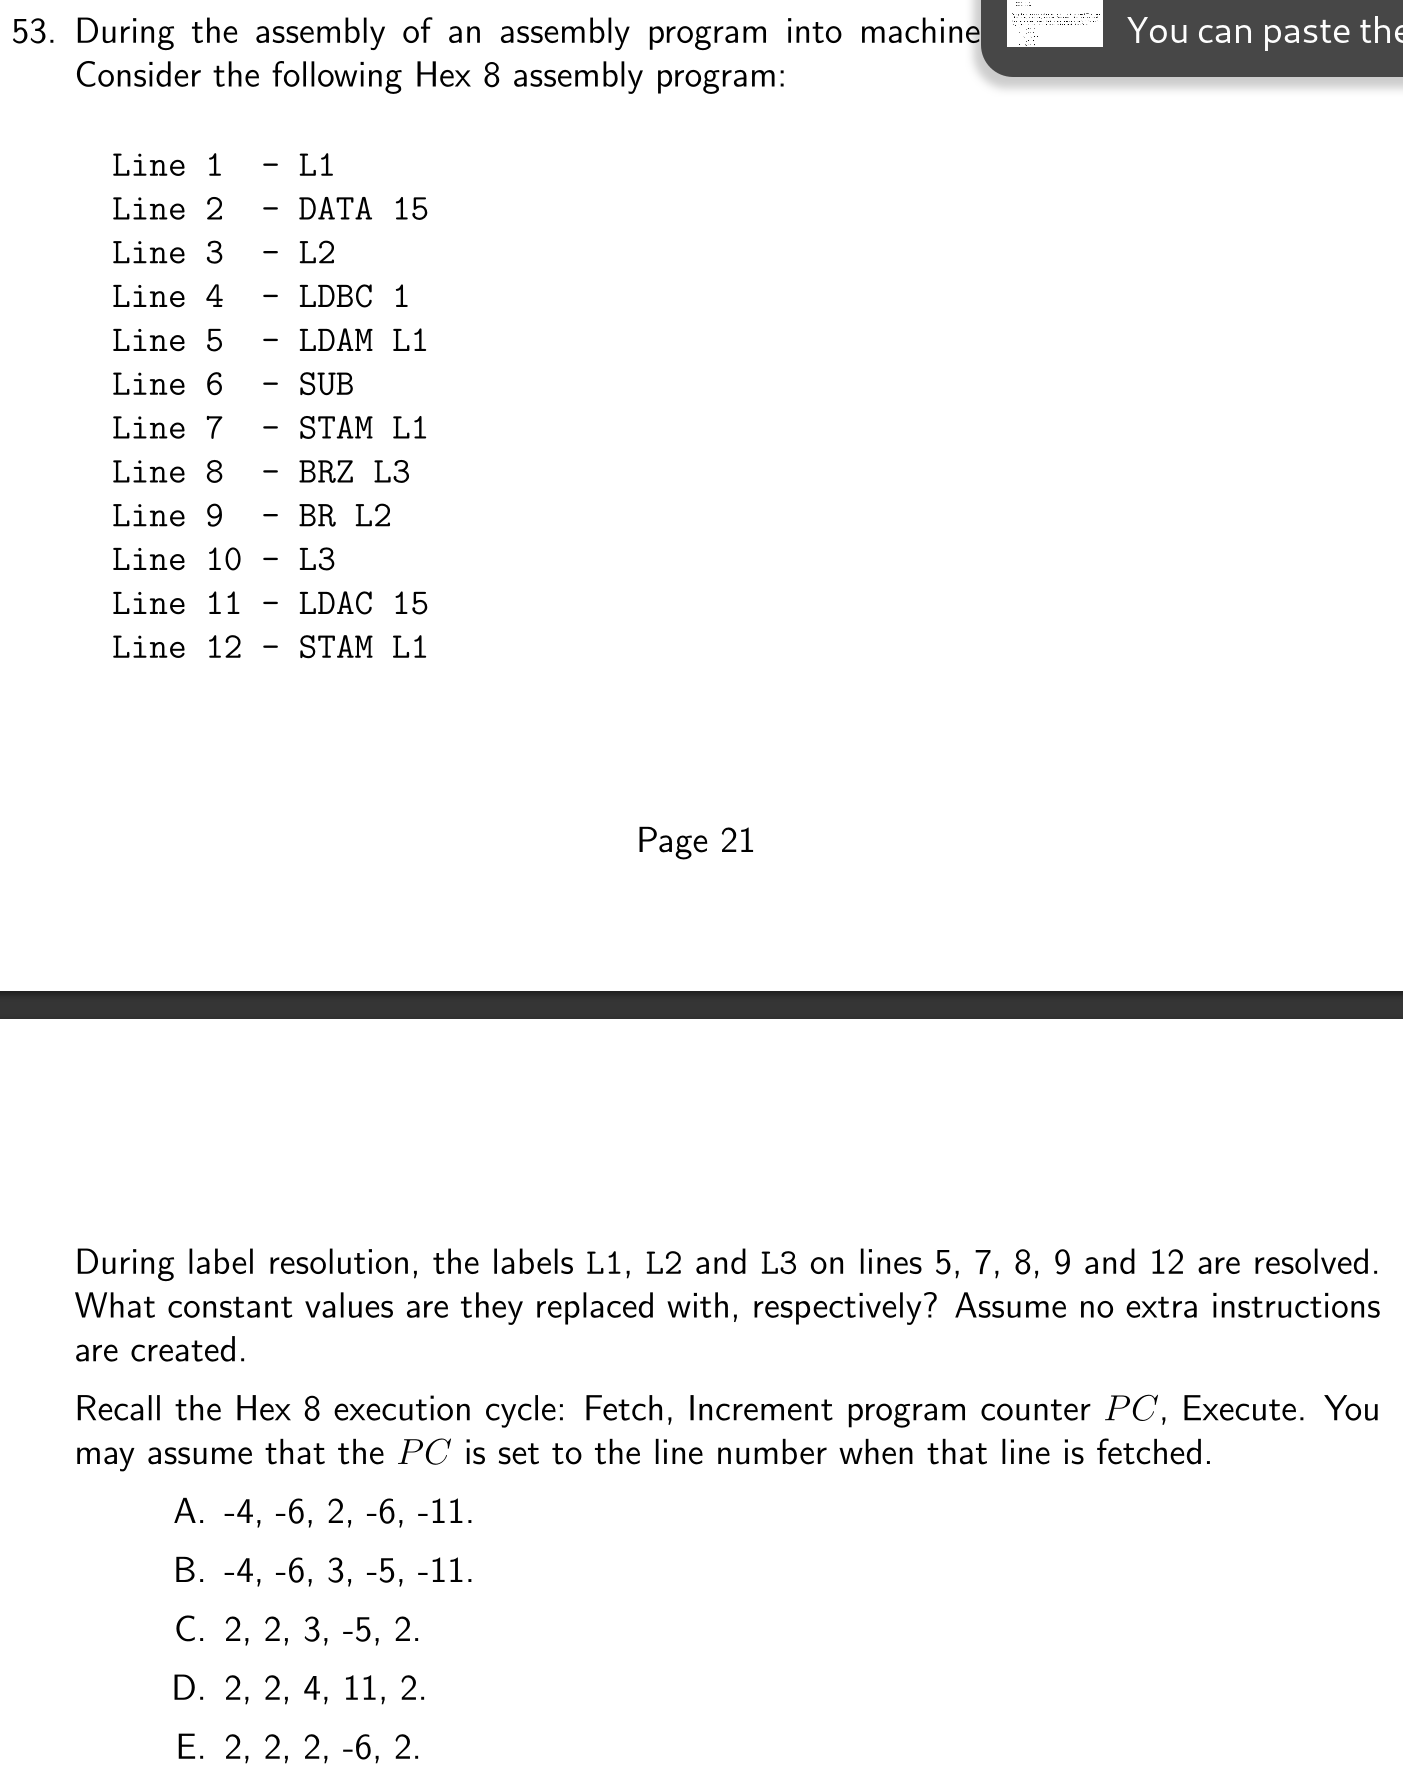 53. During the assembly of an assembly program into machine
You can paste the
Consider the following Hex 8 assembly program:
Line 1 - L1
Line 2 - DATA 15
Line 3 - L2
Line 4 - LDBC 1
Line 5 - LDAM L1
Line 6 - SUB
Line 7 - STAM L1
Line 8 - BRZ L3
Line 9 - BR L2
Line 10 - L3
Line 11 - LDAC 15
Line 12 - STAM L1
Page 21
During label resolution, the labels L1, L2 and L3 on lines 5, 7, 8, 9 and 12 are resolved.
What constant values are they replaced with, respectively? Assume no extra instructions
are created.
Recall the Hex 8 execution cycle: Fetch, Increment program counter PC, Execute. You
may assume that the PC is set to the line number when that line is fetched.
A. -4, -6, 2, -6, -11.
B. -4, -6, 3, -5, -11.
C. 2, 2, 3, -5, 2.
D. 2, 2, 4, 11, 2.
E. 2, 2, 2, -6, 2.